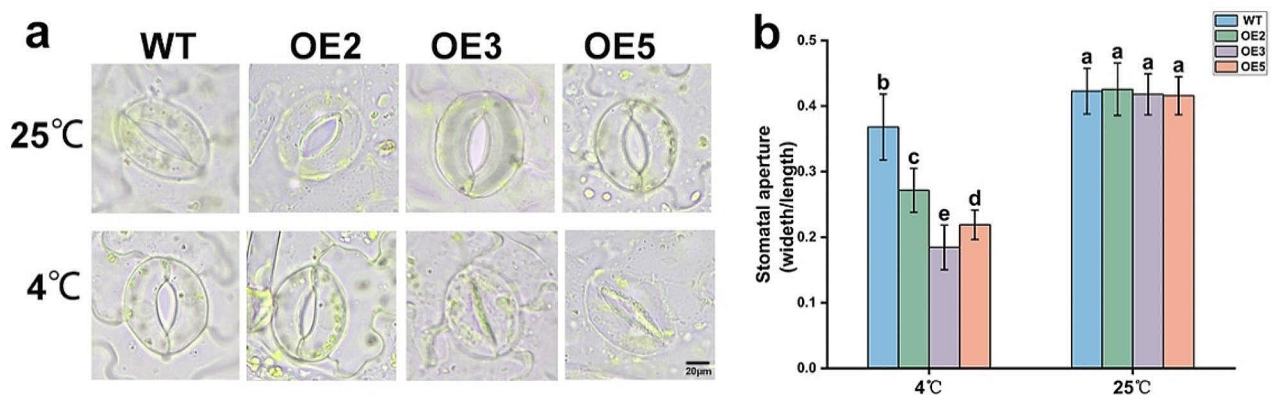 a
WT OE2 OE3 OE5
25℃
4℃
20μm
b
WT
OE2
OE3
OE5
Stomatal aperture
(wideth/length)
0.5
0.4
0.3
0.2
0.1
0.0
b
c
e
d
a a a a
4℃ 25℃